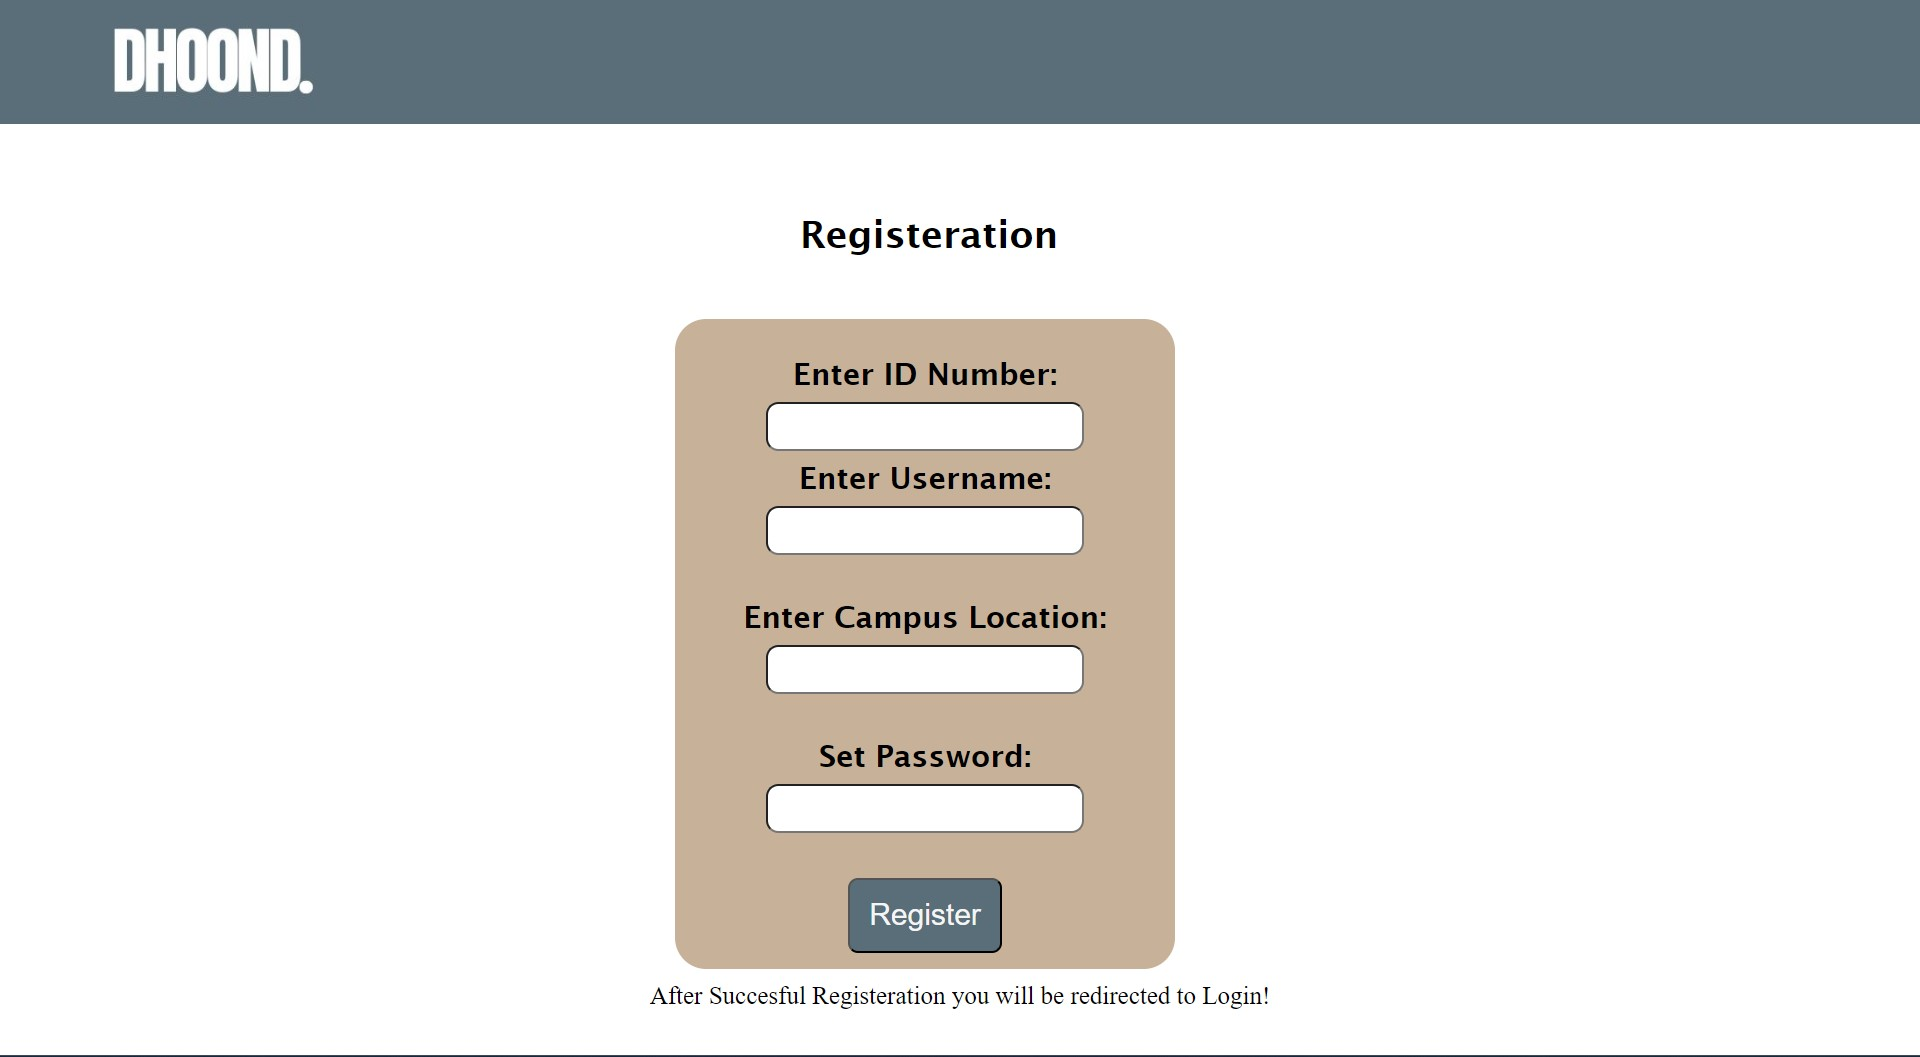 DHOOND.
Registeration
Enter ID Number:
Enter Username:
Enter Campus Location:
Set Password:
Register
After Succesful Registeration you will be redirected to Login!